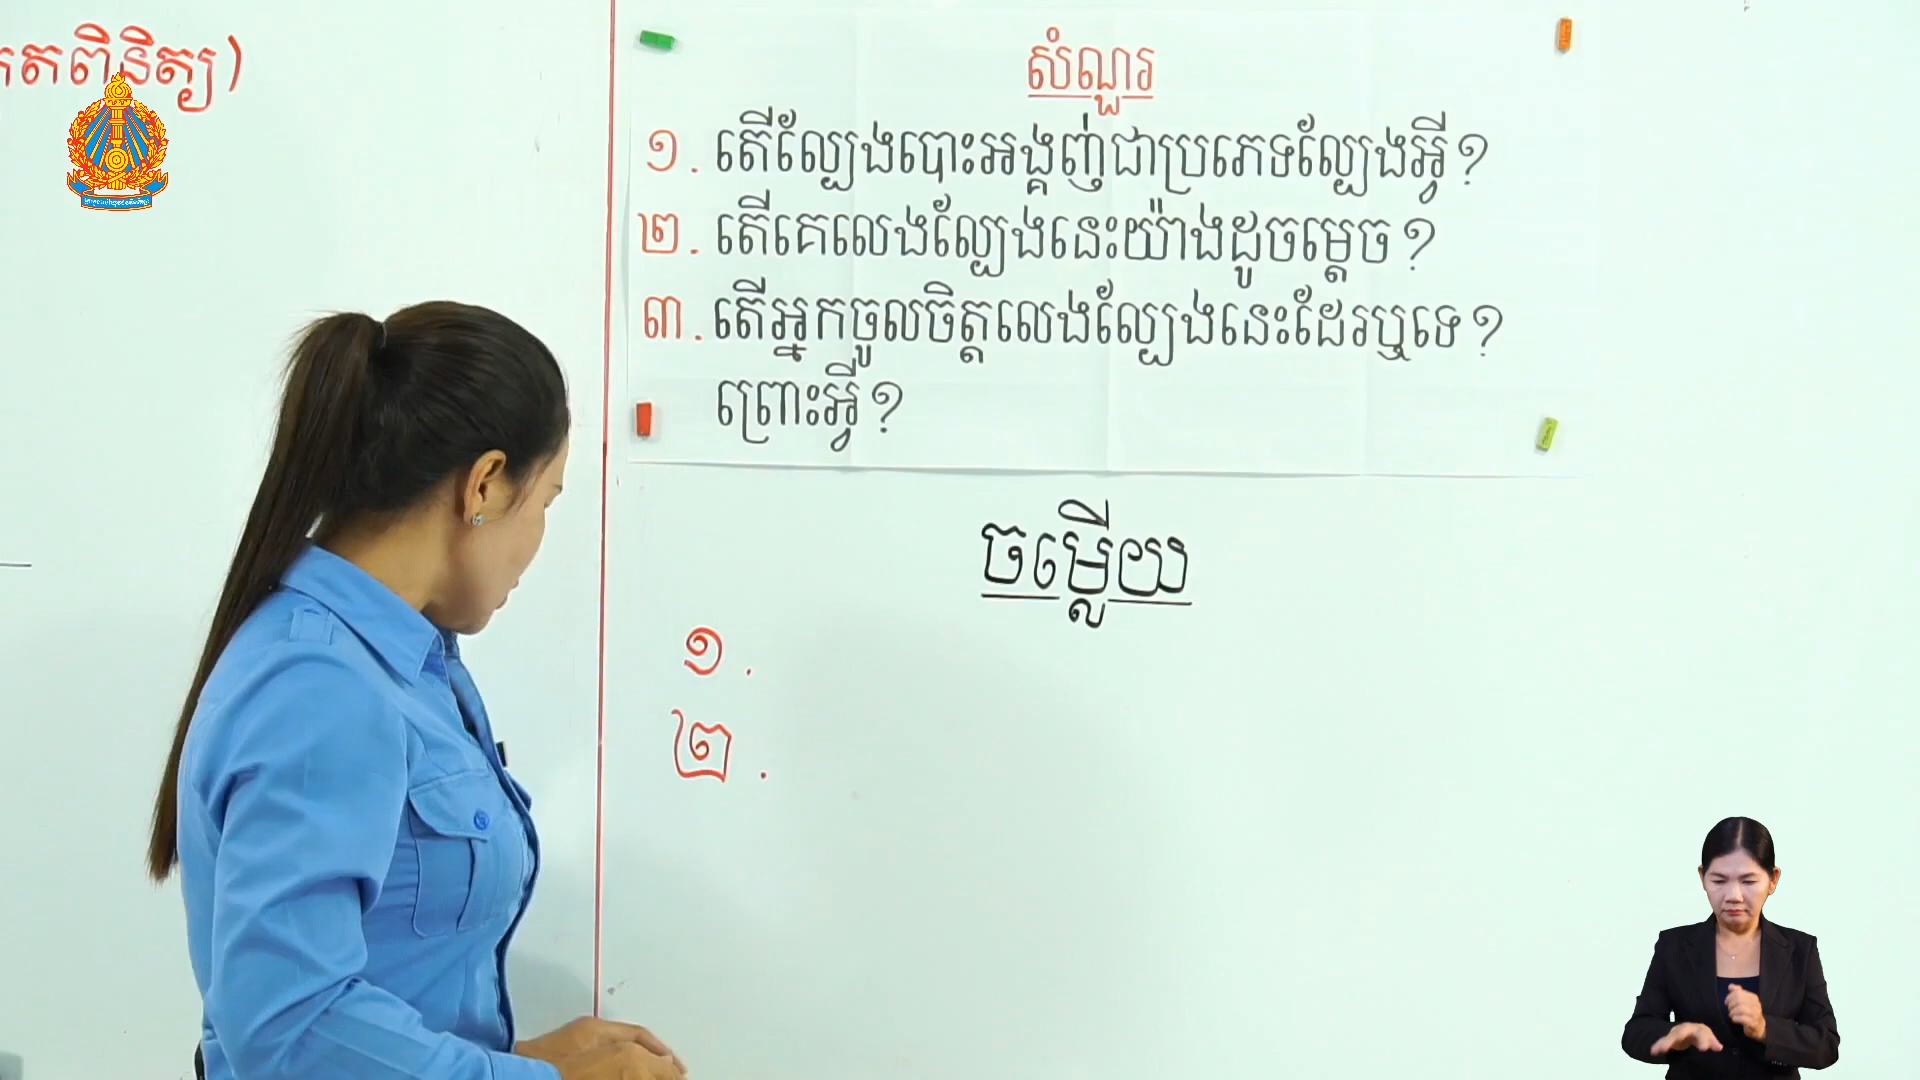 តពិនិត្យ)
សំណួរ
១. តើល្បែងបោះអង្គញ់ជាប្រភេទល្បែងអ្វី?
២. តើគេលេងល្បែងនេះយ៉ាងដូចម្ដេច?
៣. តើអ្នកចូលចិត្តលេងល្បែងនេះដែរឬទេ?
ព្រោះអ្វី?
ចម្លើយ
១.
២.